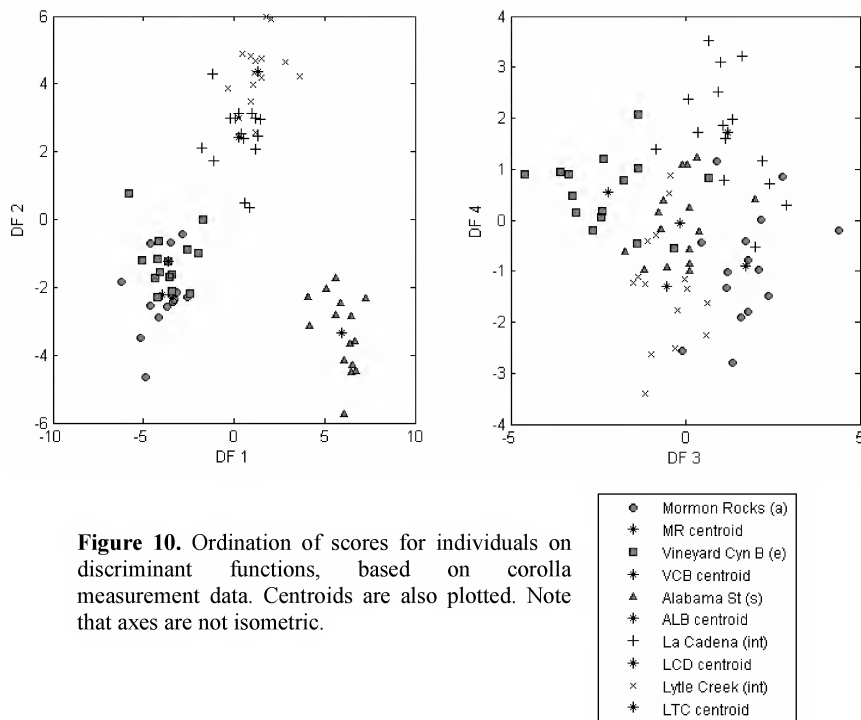 6
4
2
0
-2
-4
-6
-10
-5
0
5
10
DF 1
DF 2
4
3
2
1
0
-1
-2
-3
-4
-5
0
5
DF 3
DF 4
Figure 10. Ordination of scores for individuals on
discriminant functions, based on corolla
measurement data. Centroids are also plotted. Note
that axes are not isometric.
Mormon Rocks (a)
MR centroid
Vineyard Cyn B (e)
VCB centroid
Alabama St (s)
ALB centroid
La Cadena (int)
LCD centroid
Lytle Creek (int)
LTC centroid